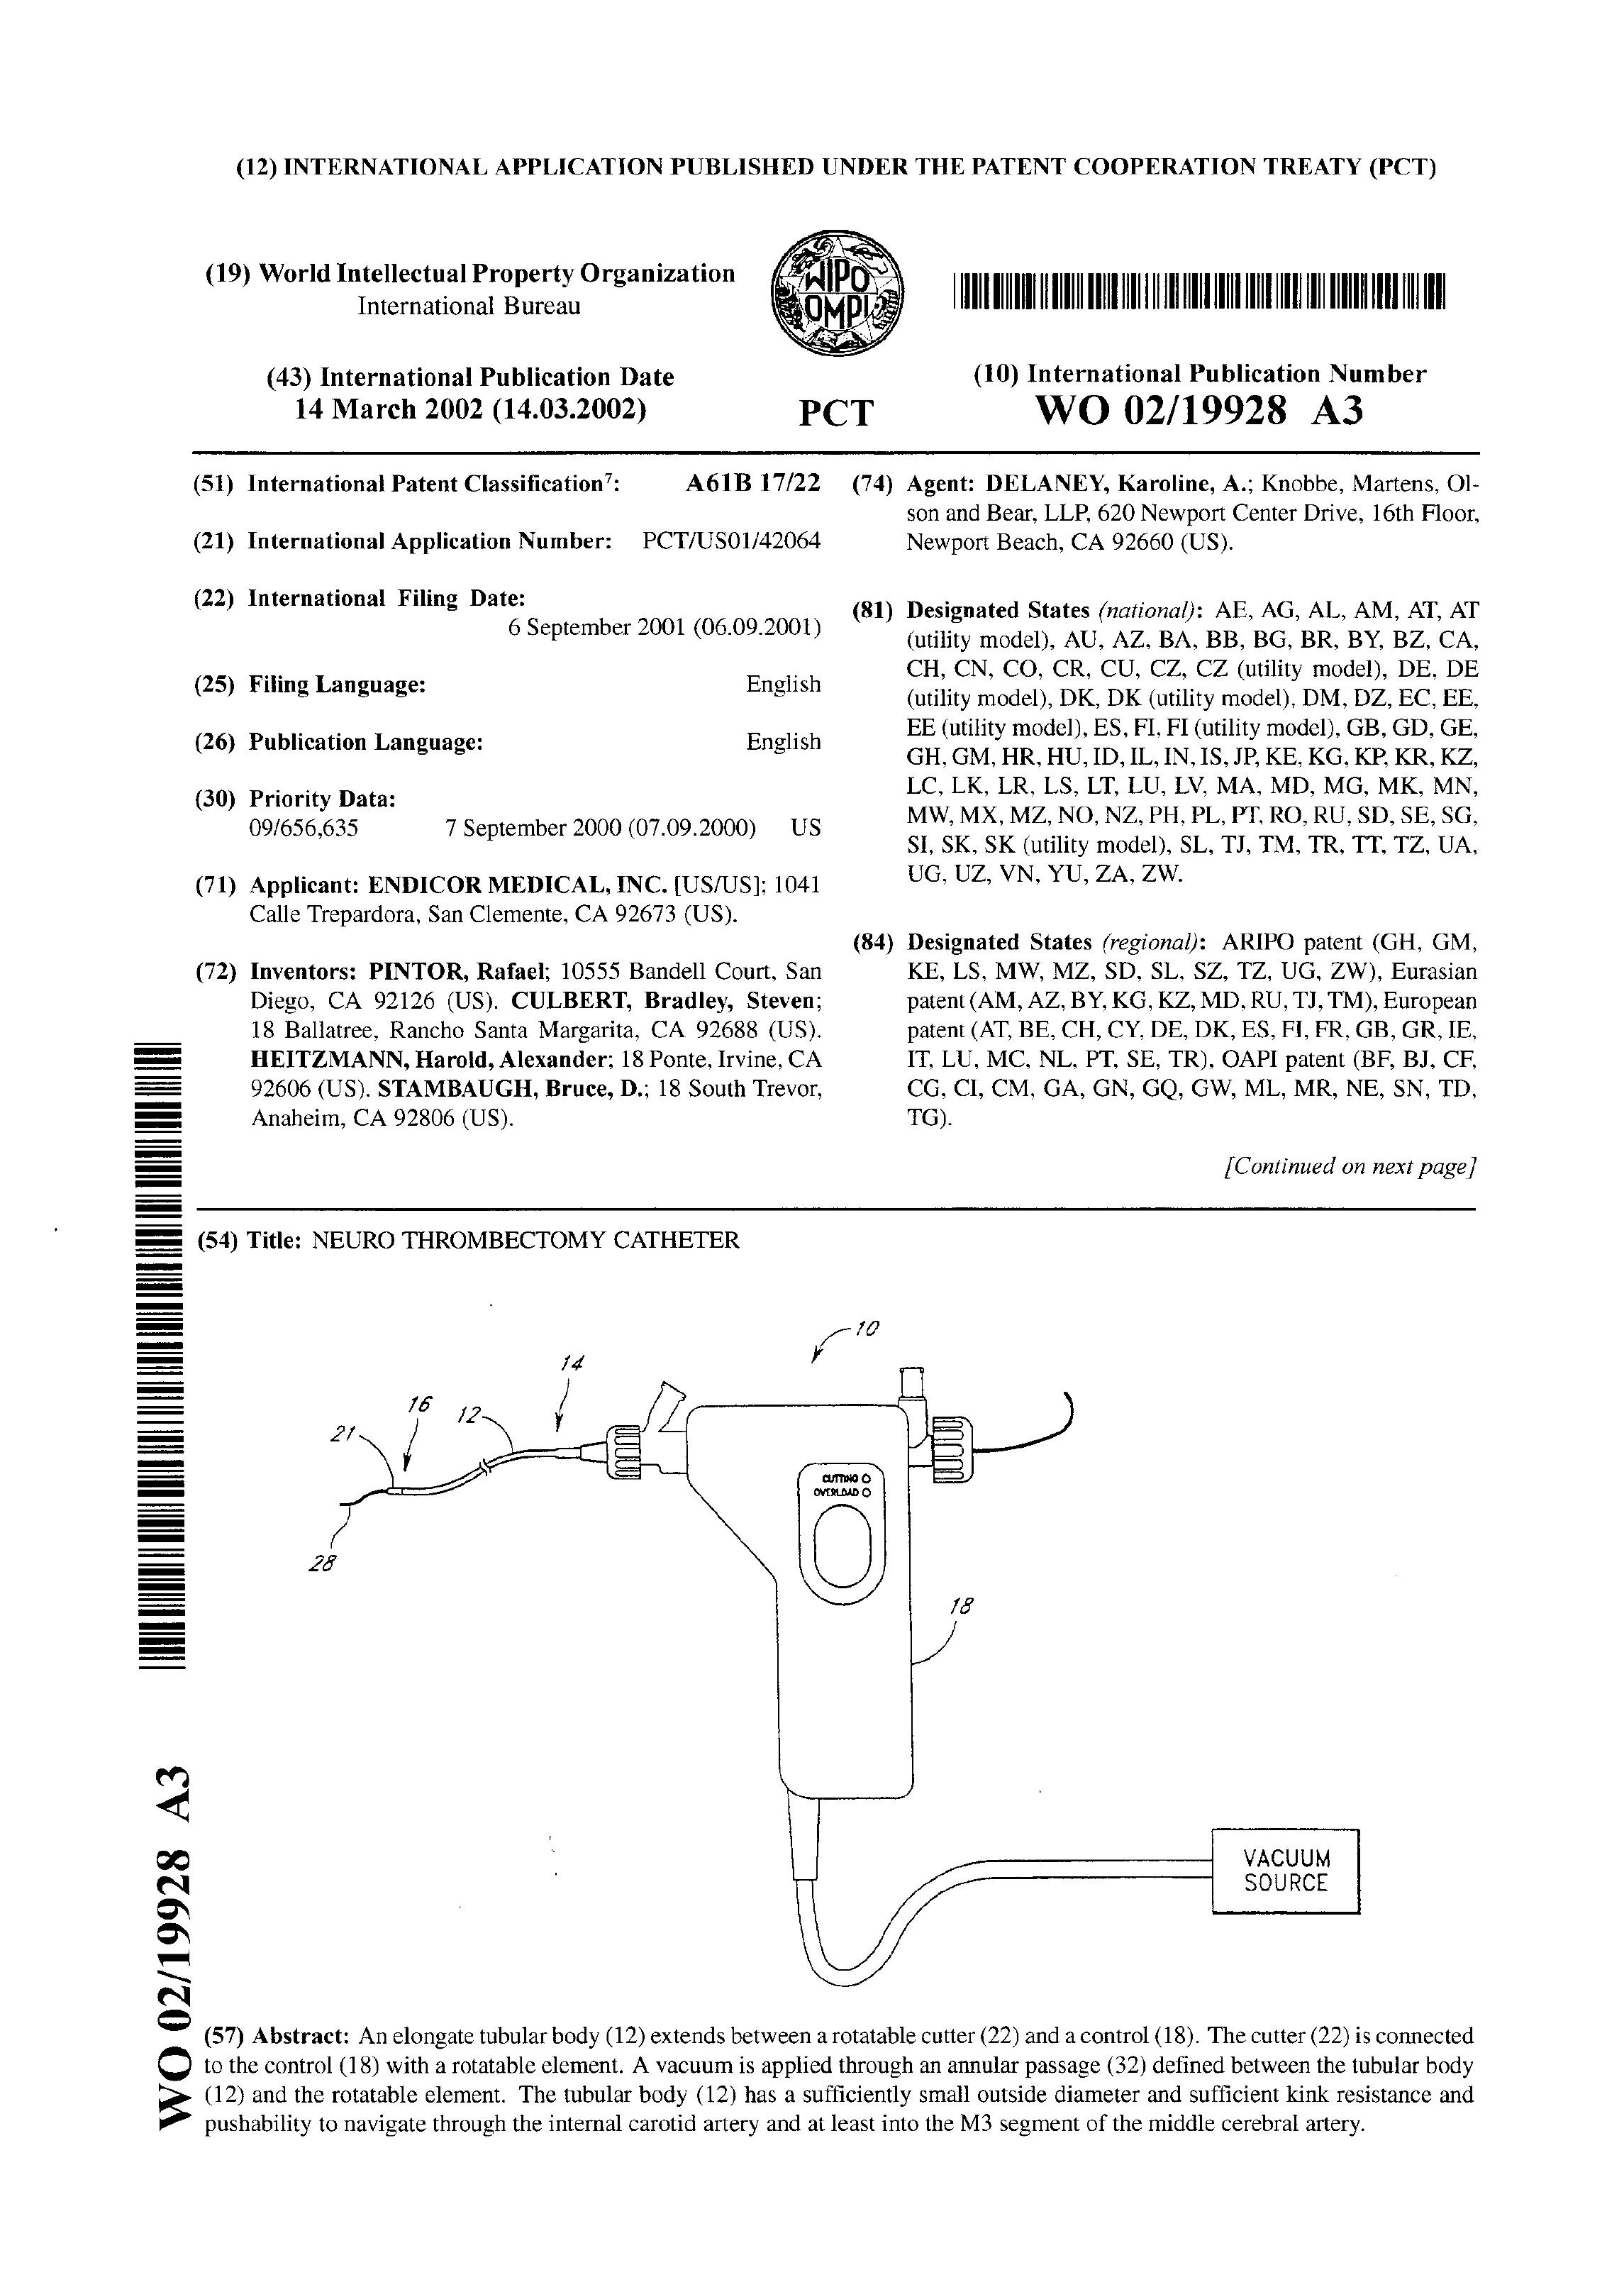 (12) INTERNATIONAL APPLICATION PUBLISHED UNDER THE PATENT COOPERATION TREATY (PCT)
(19) World Intellectual Property Organization
International Bureau
WIPO
OMPI
(43) International Publication Date
14 March 2002 (14.03.2002)
PCT
(10) International Publication Number
WO 02/19928 A3
(51) International Patent Classification7: A61B 17/22
(21) International Application Number: PCT/US01/42064
(22) International Filing Date:
6 September 2001 (06.09.2001)
(25) Filing Language: English
(26) Publication Language: English
(30) Priority Data:
09/656,635 7 September 2000 (07.09.2000) US
(71) Applicant: ENDICOR MEDICAL, INC. [US/US]; 1041
Calle Trepardora, San Clemente, CA 92673 (US).
(72) Inventors: PINTOR, Rafael; 10555 Bandell Court, San
Diego, CA 92126 (US). CULBERT, Bradley, Steven;
18 Ballatree, Rancho Santa Margarita, CA 92688 (US).
HEITZMANN, Harold, Alexander; 18 Ponte, Irvine, CA
92606 (US). STAMBAUGH, Bruce, D.; 18 South Trevor,
Anaheim, CA 92806 (US).
(74) Agent: DELANEY, Karoline, A.; Knobbe, Martens, Ol-
son and Bear, LLP, 620 Newport Center Drive, 16th Floor,
Newport Beach, CA 92660 (US).
(81) Designated States (national): AE, AG, AL, AM, AT, AT
(utility model), AU, AZ, BA, BB, BG, BR, BY, BZ, CA,
CH, CN, CO, CR, CU, CZ, CZ (utility model), DE, DE
(utility model), DK, DK (utility model), DM, DZ, EC, EE,
EE (utility model), ES, FI, FI (utility model), GB, GD, GE,
GH, GM, HR, HU, ID, IL, IN, IS, JP, KE, KG, KP, KR, KZ,
LC, LK, LR, LS, LT, LU, LV, MA, MD, MG, MK, MN,
MW, MX, MZ, NO, NZ, PH, PL, PT, RO, RU, SD, SE, SG,
SI, SK, SK (utility model), SL, TJ, TM, TR, TT, TZ, UA,
UG, UZ, VN, YU, ZA, ZW.
(84) Designated States (regional): ARIPO patent (GH, GM,
KE, LS, MW, MZ, SD, SL, SZ, TZ, UG, ZW), Eurasian
patent (AM, AZ, BY, KG, KZ, MD, RU, TJ, TM), European
patent (AT, BE, CH, CY, DE, DK, ES, FI, FR, GB, GR, IE,
IT, LU, MC, NL, PT, SE, TR), OAPI patent (BF, BJ, CF,
CG, CI, CM, GA, GN, GQ, GW, ML, MR, NE, SN, TD,
TG).
[Continued on next page]
(54) Title: NEURO THROMBECTOMY CATHETER
10
14
16
12
21
28
CUTTING
OVERLOAD
18
VACUUM
SOURCE
WO 02/19928 A3
(57) Abstract: An elongate tubular body (12) extends between a rotatable cutter (22) and a control (18). The cutter (22) is connected
to the control (18) with a rotatable element. A vacuum is applied through an annular passage (32) defined between the tubular body
(12) and the rotatable element. The tubular body (12) has a sufficiently small outside diameter and sufficient kink resistance and
pushability to navigate through the internal carotid artery and at least into the M3 segment of the middle cerebral artery.